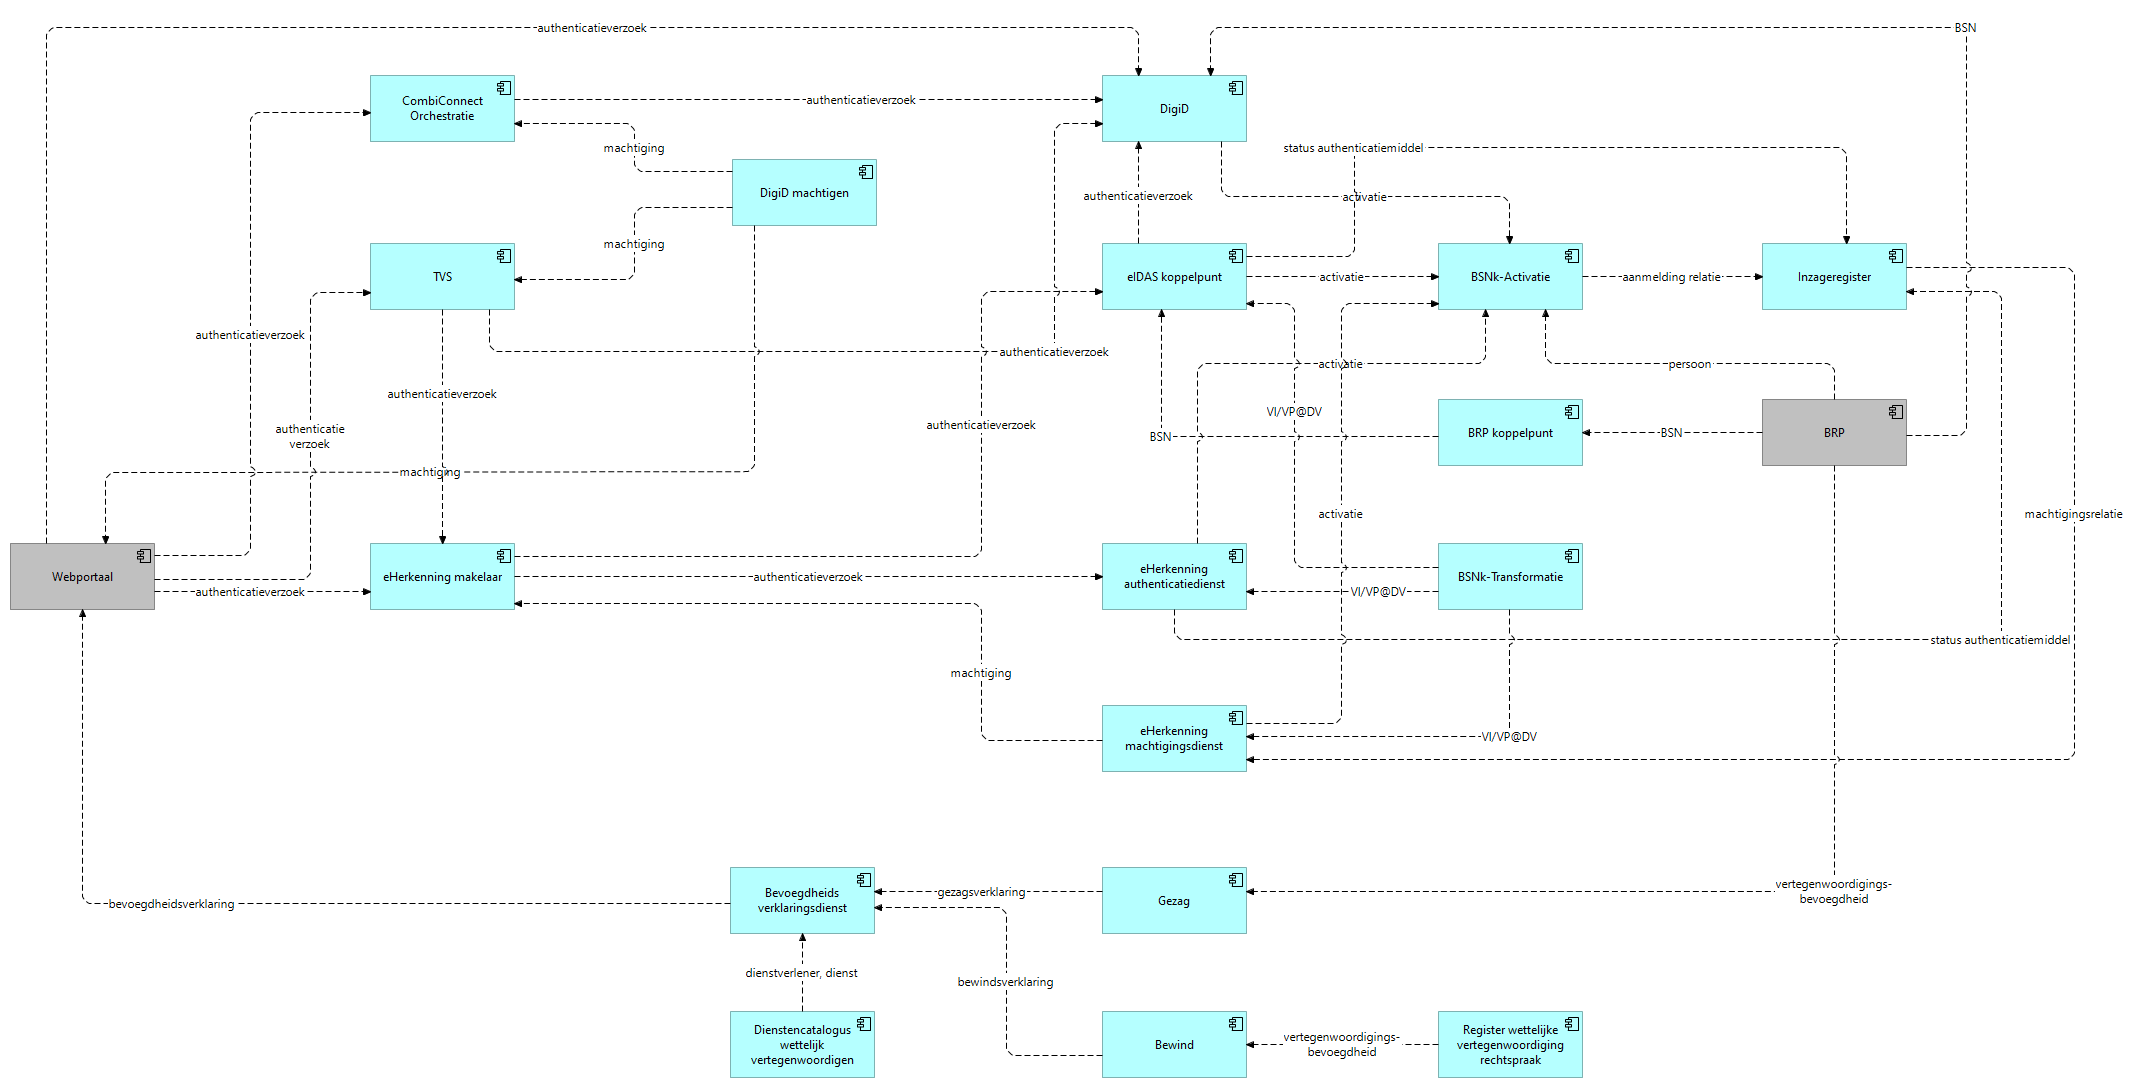 authenticatieverzoek
BSN
CombiConnect
Orchestratie
authenticatieverzoek
DigiD
machtiging
status authenticatiemiddel
DigiD machtigen
authenticatieverzoek
activatie
machtiging
TVS
eIDAS koppelpunt
activatie
BSNk-Activatie
aanmelding relatie
Inzageregister
authenticatieverzoek
authenticatieverzoek
activatie
persoon
authenticatieverzoek
VI/VP@DV
authenticatie
verzoek
authenticatieverzoek
BSN
BRP koppelpunt
BSN
BRP
machtiging
activatie
machtigingsrelatie
Webportaal
authenticatieverzoek
eHerkenning makelaar
authenticatieverzoek
eHerkenning
authenticatiedienst
VI/VP@DV
BSNk-Transformatie
status authenticatiemiddel
machtiging
eHerkenning
machtigingsdienst
VI/VP@DV
bevoegdheidsverklaring
Bevoegdheids
verklaringsdienst
gezagsverklaring
Gezag
vertegenwoordigings-
bevoegdheid
dienstverlener, dienst
bewindsverklaring
Dienstencatalogus
wettelijk
vertegenwoordigen
Bewind
vertegenwoordigings-
bevoegdheid
Register wettelijke
vertegenwoordiging
rechtspraak